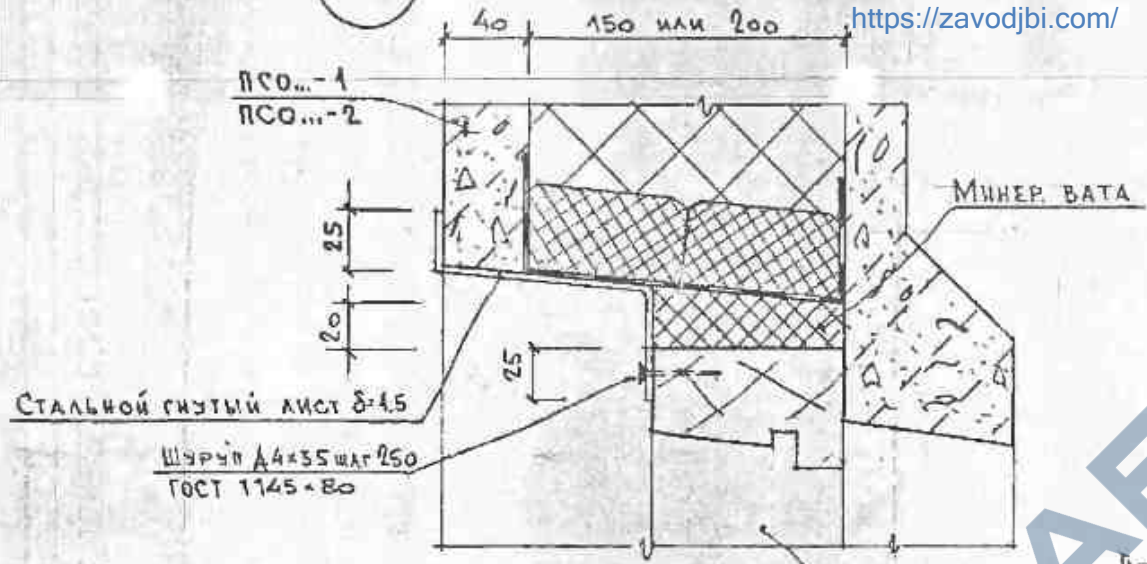 https://zavodjbi.com/
40
150 или 200
ПСО...-1
ПСО...-2
Минер. вата
25
20
25
Стальной гнутый лист δ=1.5
Шуруп А4×35 шаг 250
ГОСТ 1145-80